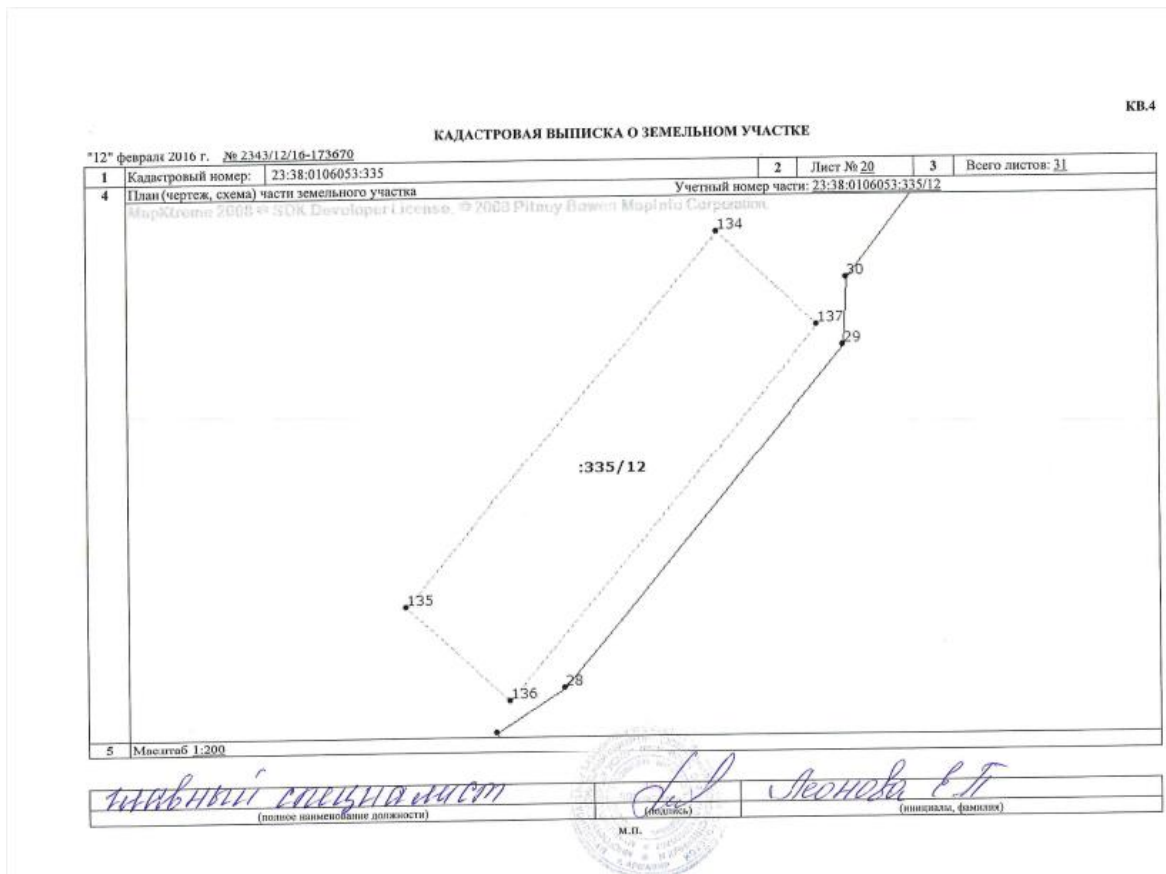 КВ.4
КАДАСТРОВАЯ ВЫПИСКА О ЗЕМЕЛЬНОМ УЧАСТКЕ
"12" февраля 2016 г. № 2343/12/16-173670
1 Кадастровый номер: 23:38:0106053:335 2 Лист № 20 3 Всего листов: 31
4 План (чертеж, схема) части земельного участка Учетный номер части: 23:38:0106053:335/12
MapXtreme 2008 © SDK Developer License. © 2008 Pitney Bowes MapInfo Corporation.
134
30
137
29
:335/12
135
28
136
5 Масштаб 1:200
главный специалист Леонова Е.П
(полное наименование должности) (подпись) (инициалы, фамилия)
М.П.